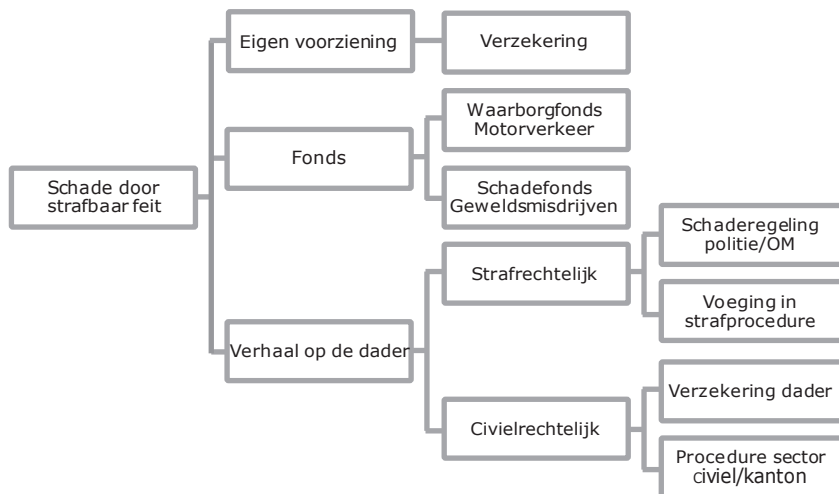 Eigen voorziening
Verzekering
Waarborgfonds
Motorverkeer
Fonds
Schade door
strafbaar feit
Schadefonds
Geweldsmisdrijven
Schaderegeling
politie/OM
Strafrechtelijk
Voeging in
strafprocedure
Verhaal op de dader
Verzekering dader
Civielrechtelijk
Procedure sector
civiel/kanton